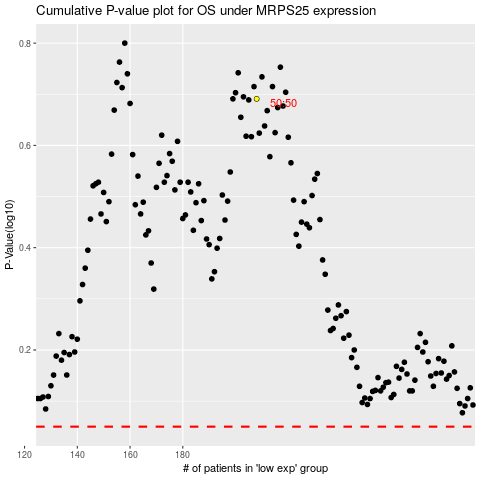 Cumulative P-value plot for OS under MRPS25 expression
P-Value(log10)
0.8
0.6
0.4
0.2
50:50
120 140 160 180
# of patients in 'low exp' group